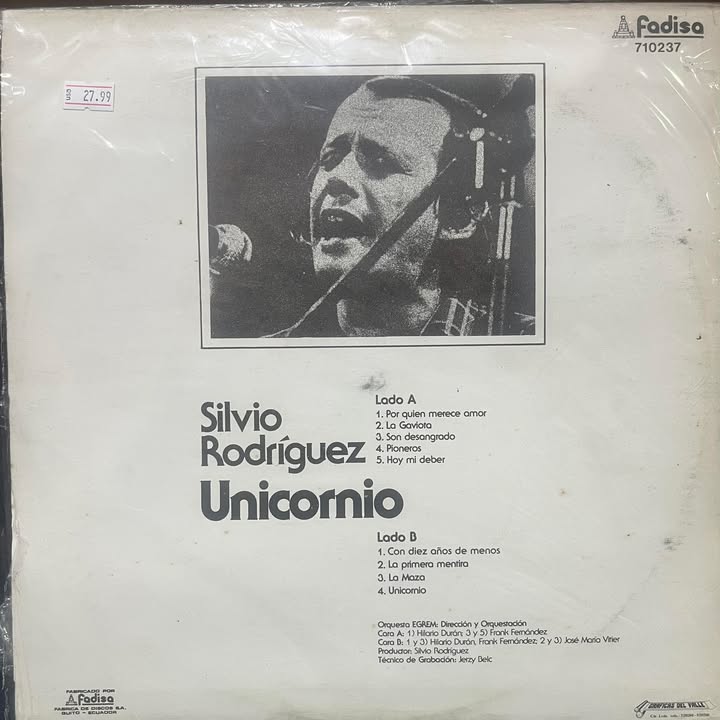 fadisa
710237
$ 27.99
Silvio
Rodríguez
Unicornio
Lado A
1. Por quien merece amor
2. La Gaviota
3. Son desangrado
4. Pioneros
5. Hoy mi deber
Lado B
1. Con diez años de menos
2. La primera mentira
3. La Maza
4. Unicornio
Orquesta EGREM: Dirección y Orquestación
Cara A: 1) Hilario Durán; 3 y 5) Frank Fernández
Cara B: 1 y 3) Hilario Durán, Frank Fernández; 2 y 3) José María Vitier
Productor: Silvio Rodríguez
Técnico de Grabación: Jerzy Belc
FABRICADO POR
fadisa
FABRICA DE DISCOS S.A.
QUITO - ECUADOR
GRAFICAS DEL VALLE